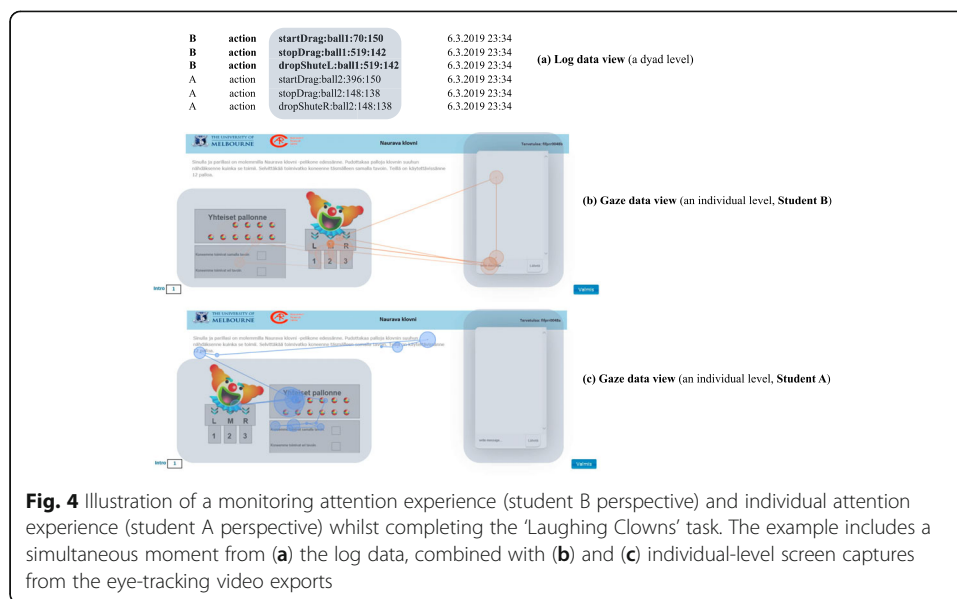 B action startDrag:ball1:70:150 6.3.2019 23:34
B action stopDrag:ball1:519:142 6.3.2019 23:34
B action dropShuteL:ball1:519:142 6.3.2019 23:34
A action startDrag:ball2:396:150 6.3.2019 23:34
A action stopDrag:ball2:148:138 6.3.2019 23:34
A action dropShuteR:ball2:148:138 6.3.2019 23:34
(a) Log data view (a dyad level)
THE UNIVERSITY OF
MELBOURNE
Naurava klovni
Yhteiset pallonne
L R
1 2 3
Intro 1
Valmis
(b) Gaze data view (an individual level, Student B)
THE UNIVERSITY OF
MELBOURNE
Naurava klovni
Yhteiset pallonne
L M R
1 2 3
Intro 1
Valmis
(c) Gaze data view (an individual level, Student A)
Fig. 4 Illustration of a monitoring attention experience (student B perspective) and individual attention
experience (student A perspective) whilst completing the 'Laughing Clowns' task. The example includes a
simultaneous moment from (a) the log data, combined with (b) and (c) individual-level screen captures
from the eye-tracking video exports